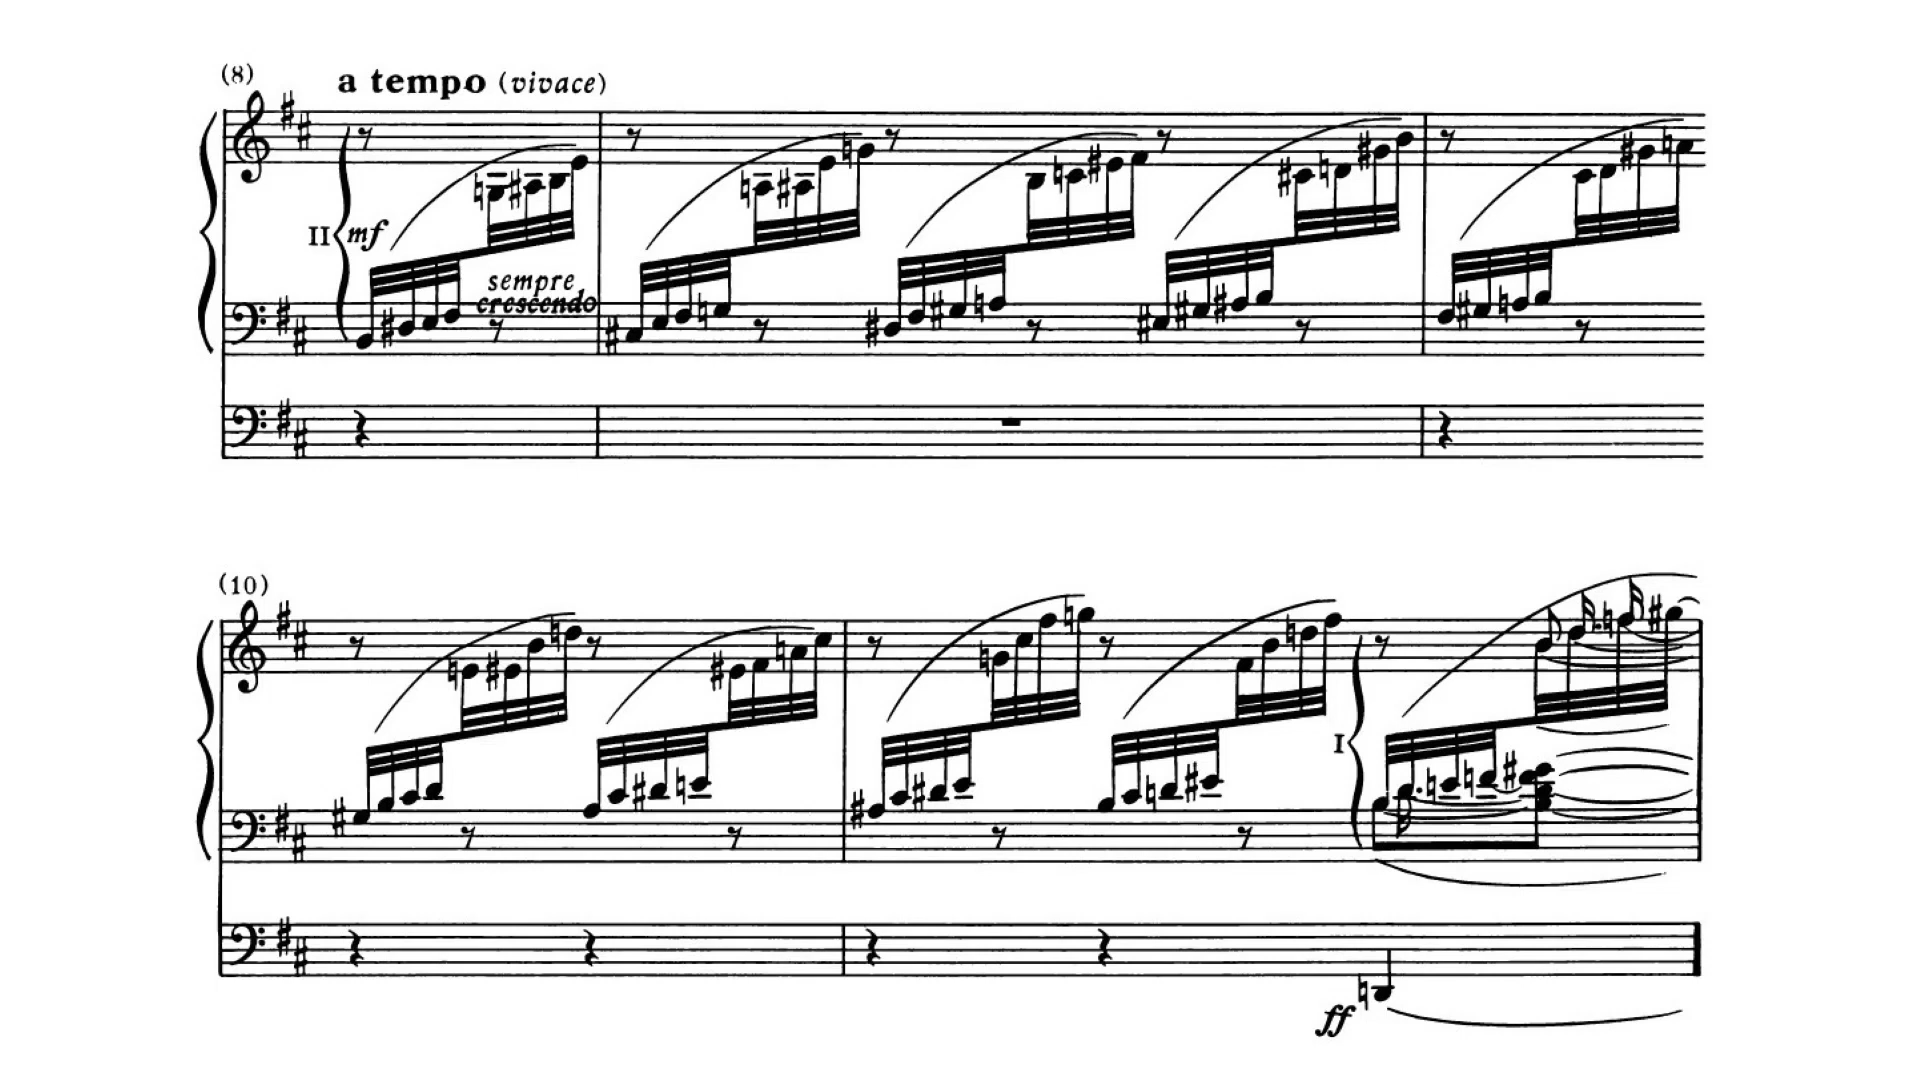 (8)
a tempo (vivace)
II mf
sempre
crescendo
(10)
I
ff